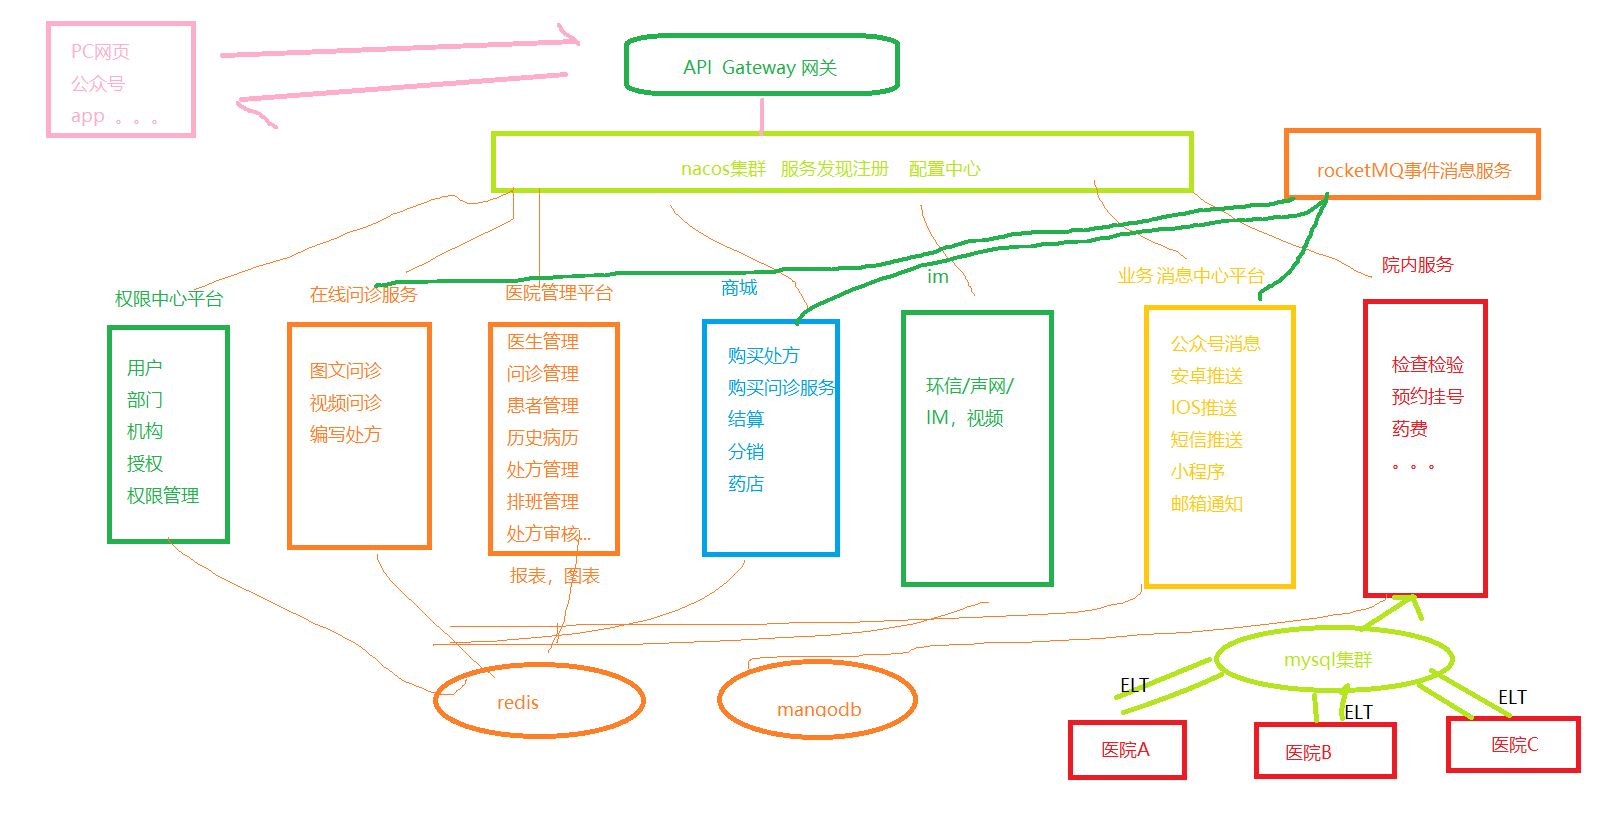 PC网页
公众号
app 。。。
API Gateway 网关
nacos集群 服务发现注册 配置中心
rocketMQ事件消息服务
权限中心平台
用户
部门
机构
授权
权限管理
在线问诊服务
图文问诊
视频问诊
编写处方
医院管理平台
医生管理
问诊管理
患者管理
历史病历
处方管理
排班管理
处方审核...
报表，图表
商城
购买处方
购买问诊服务
结算
分销
药店
im
环信/声网/
IM，视频
业务 消息中心平台
公众号消息
安卓推送
IOS推送
短信推送
小程序
邮箱通知
院内服务
检查检验
预约挂号
药费
。。。
redis
mangodb
mysql集群
ELT
ELT
ELT
医院A
医院B
医院C